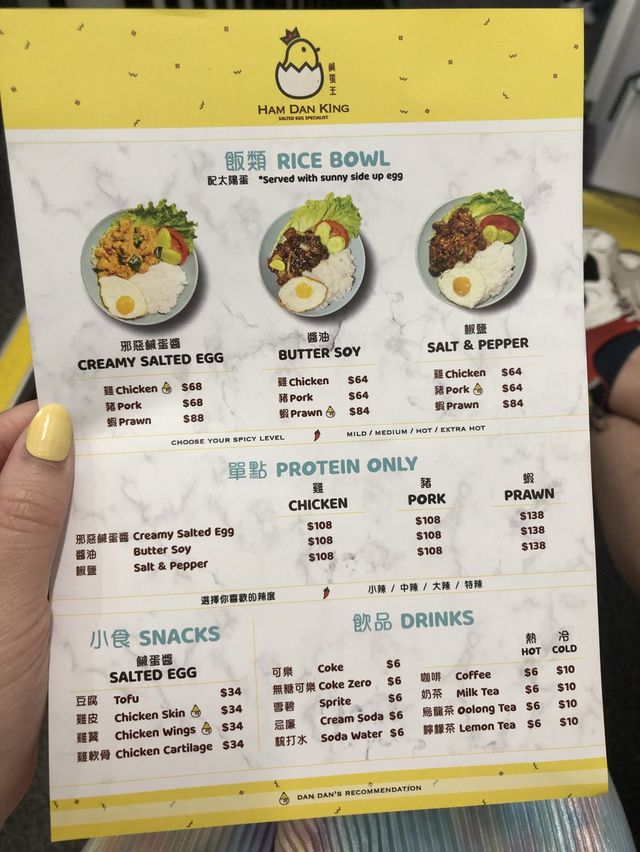 鹹蛋王
HAM DAN KING
SALTED EGG SPECIALIST
飯類 RICE BOWL
配太陽蛋 *Served with sunny side up egg
邪惡鹹蛋醬
CREAMY SALTED EGG
雞 Chicken $68
豬 Pork $68
蝦 Prawn $88
醬油
BUTTER SOY
雞 Chicken $64
豬 Pork $64
蝦 Prawn $84
椒鹽
SALT & PEPPER
雞 Chicken $64
豬 Pork $64
蝦 Prawn $84
CHOOSE YOUR SPICY LEVEL MILD / MEDIUM / HOT / EXTRA HOT
單點 PROTEIN ONLY
雞 豬 蝦
CHICKEN PORK PRAWN
邪惡鹹蛋醬 Creamy Salted Egg $108 $108 $138
醬油 Butter Soy $108 $108 $138
椒鹽 Salt & Pepper $108 $108 $138
選擇你喜歡的辣度 小辣 / 中辣 / 大辣 / 特辣
小食 SNACKS
鹹蛋醬
SALTED EGG
豆腐 Tofu $34
雞皮 Chicken Skin $34
雞翼 Chicken Wings $34
雞軟骨 Chicken Cartilage $34
飲品 DRINKS
可樂 Coke $6
無糖可樂 Coke Zero $6
雪碧 Sprite $6
忌廉 Cream Soda $6
梳打水 Soda Water $6
熱 冷
HOT COLD
咖啡 Coffee $6 $10
奶茶 Milk Tea $6 $10
烏龍茶 Oolong Tea $6 $10
檸檬茶 Lemon Tea $6 $10
DAN DAN'S RECOMMENDATION